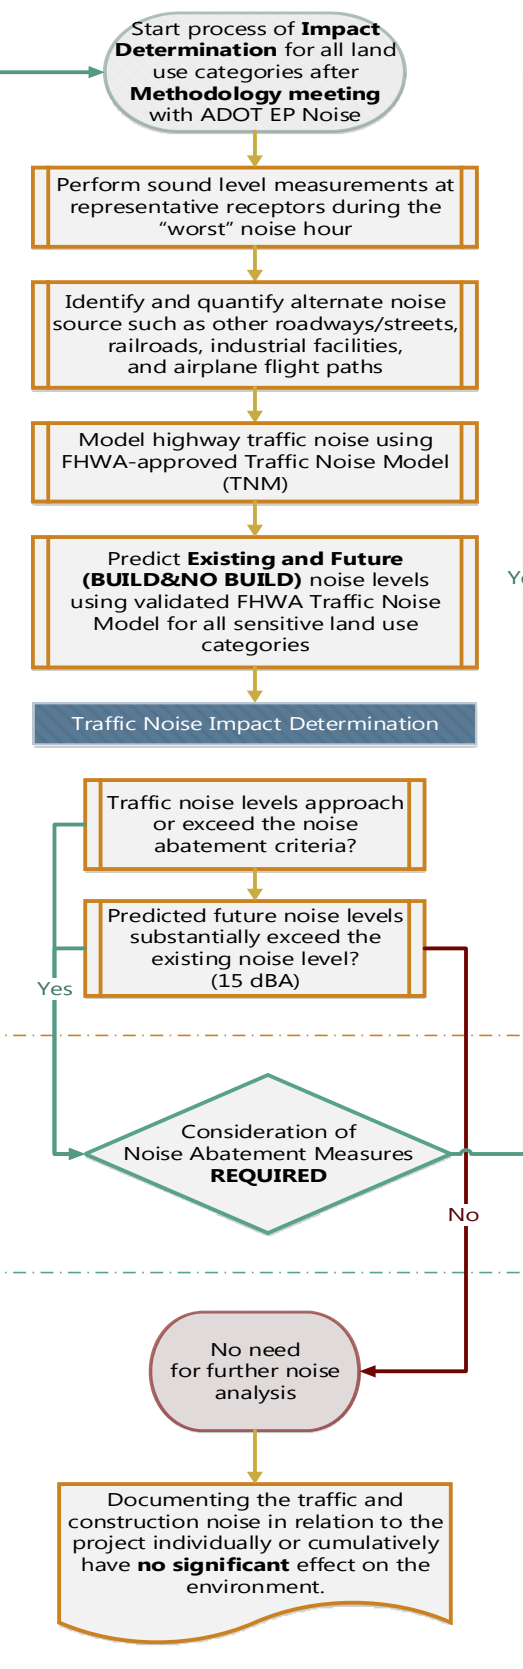 Start process of Impact
Determination for all land
use categories after
Methodology meeting
with ADOT EP Noise
Perform sound level measurements at
representative receptors during the
“worst” noise hour
Identify and quantify alternate noise
source such as other roadways/streets,
railroads, industrial facilities,
and airplane flight paths
Model highway traffic noise using
FHWA-approved Traffic Noise Model
(TNM)
Predict Existing and Future
(BUILD&NO BUILD) noise levels
using validated FHWA Traffic Noise
Model for all sensitive land use
categories
Traffic Noise Impact Determination
Traffic noise levels approach
or exceed the noise
abatement criteria?
Predicted future noise levels
substantially exceed the
existing noise level?
(15 dBA)
Yes
Consideration of
Noise Abatement Measures
REQUIRED
No
No need
for further noise
analysis
Documenting the traffic and
construction noise in relation to the
project individually or cumulatively
have no significant effect on the
environment.